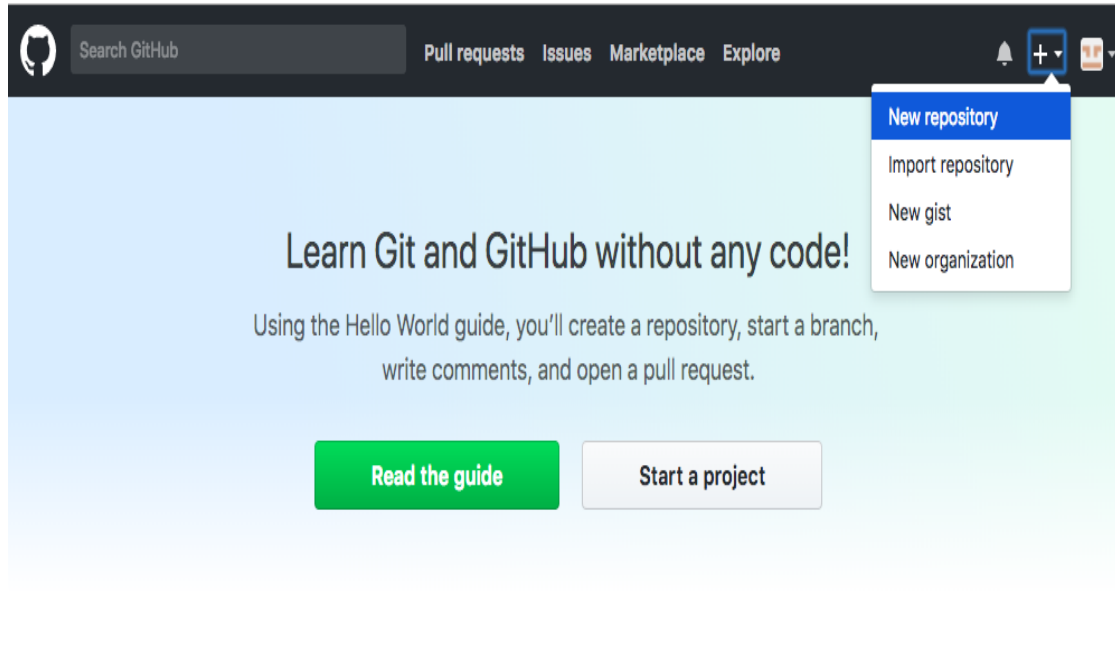 Search GitHub
Pull requests Issues Marketplace Explore
New repository
Import repository
New gist
New organization
Learn Git and GitHub without any code!
Using the Hello World guide, you'll create a repository, start a branch,
write comments, and open a pull request.
Read the guide
Start a project